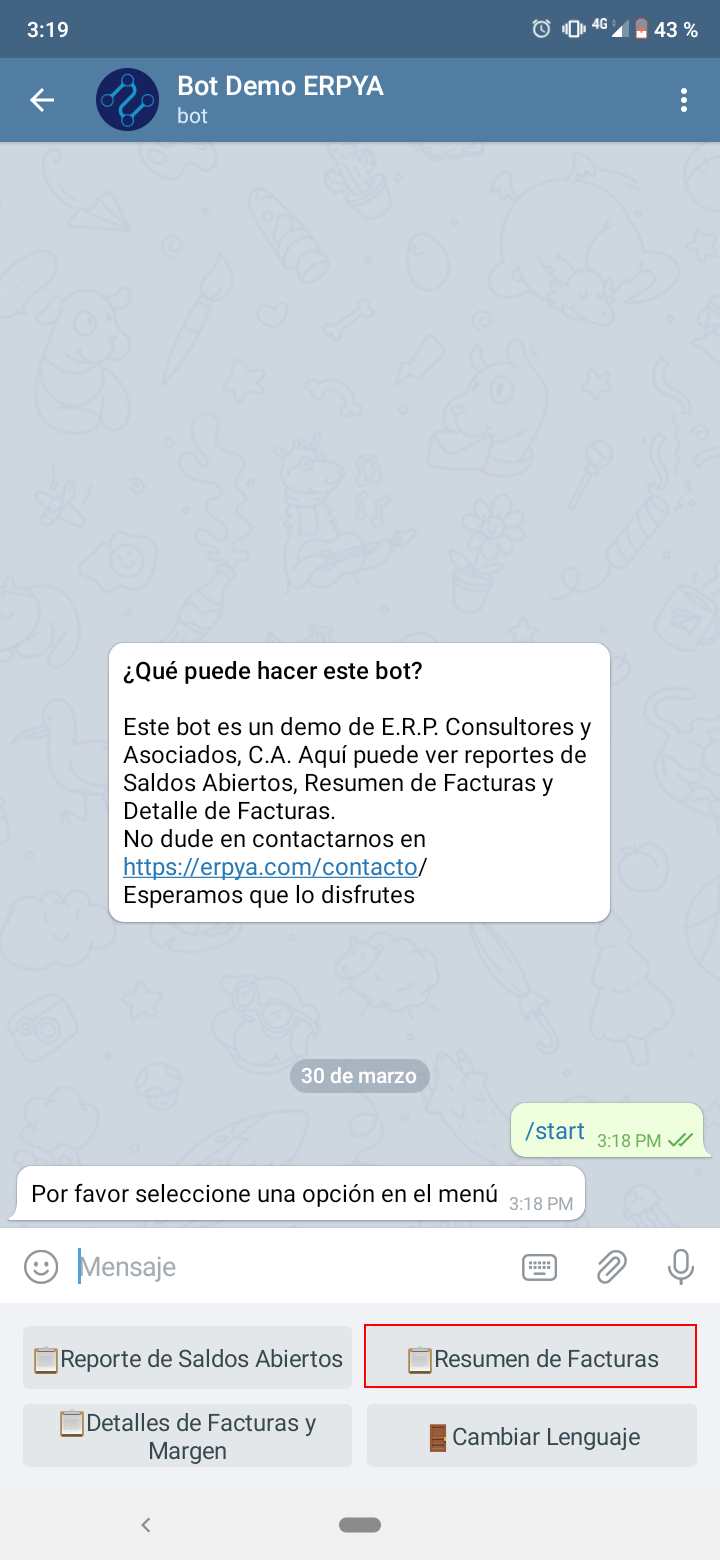 3:19
4G
43 %
Bot Demo ERPYA
bot
¿Qué puede hacer este bot?
Este bot es un demo de E.R.P. Consultores y
Asociados, C.A. Aquí puede ver reportes de
Saldos Abiertos, Resumen de Facturas y
Detalle de Facturas.
No dude en contactarnos en
https://erpya.com/contacto/
Esperamos que lo disfrutes
30 de marzo
/start 3:18 PM
Por favor seleccione una opción en el menú 3:18 PM
Mensaje
Reporte de Saldos Abiertos
Resumen de Facturas
Detalles de Facturas y
Margen
Cambiar Lenguaje